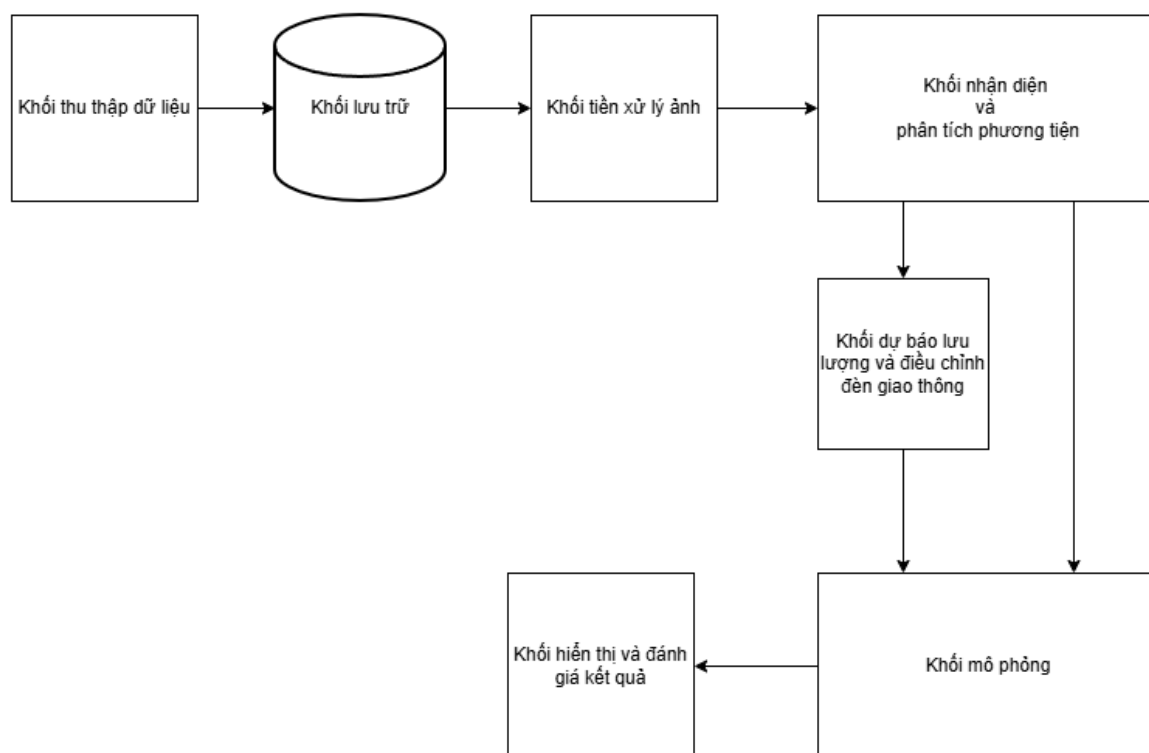 Khối thu thập dữ liệu
Khối lưu trữ
Khối tiền xử lý ảnh
Khối nhận diện
và
phân tích phương tiện
Khối dự báo lưu
lượng và điều chỉnh
đèn giao thông
Khối hiển thị và đánh
giá kết quả
Khối mô phỏng